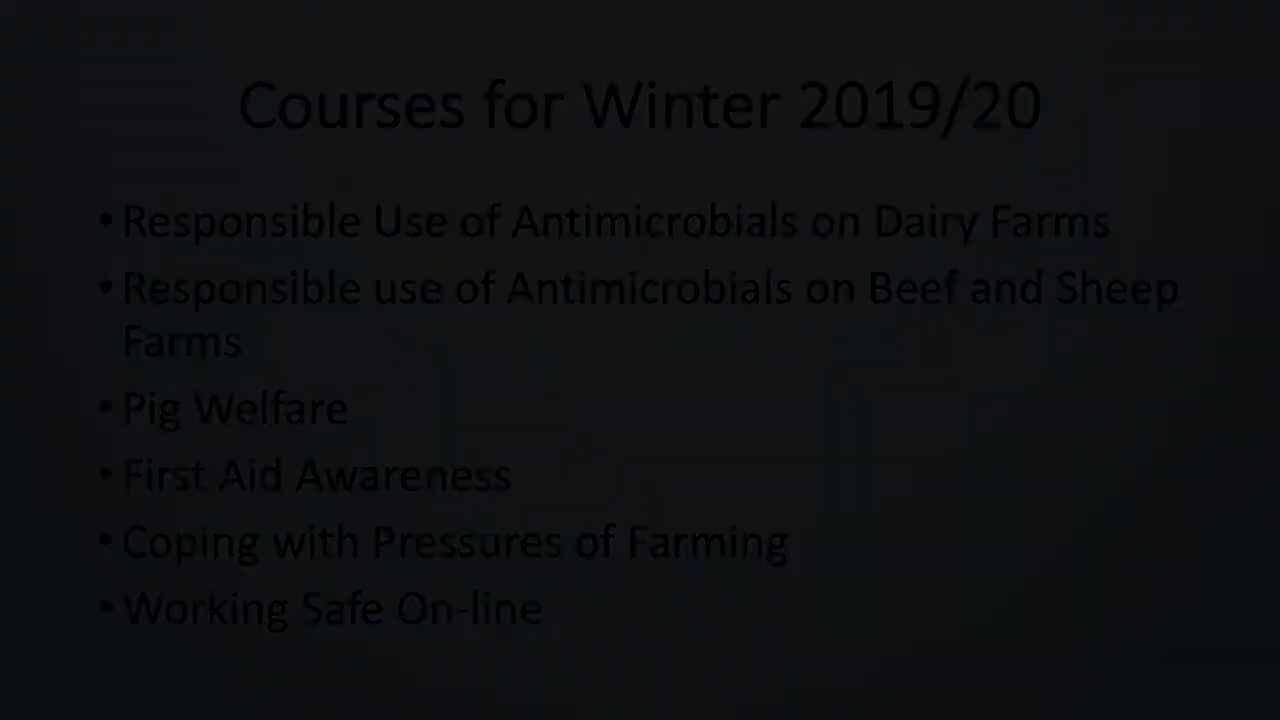 Courses for Winter 2019/20
• Responsible Use of Antimicrobials on Dairy Farms
• Responsible use of Antimicrobials on Beef and Sheep
Farms
• Pig Welfare
• First Aid Awareness
• Coping with Pressures of Farming
• Working Safe On-line